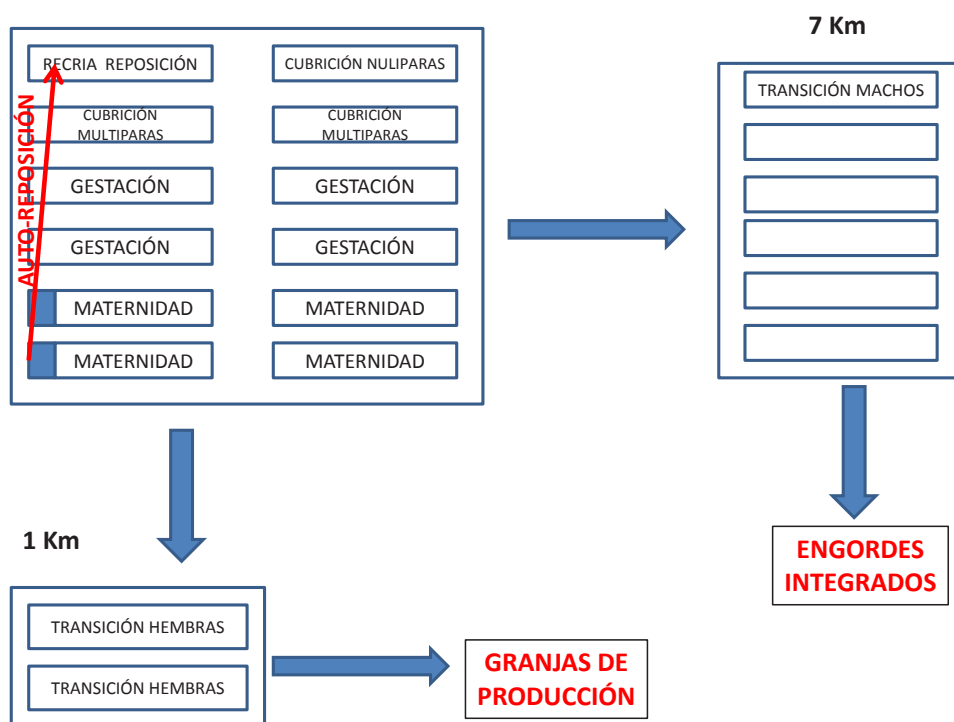 7 Km
RECRIA REPOSICIÓN
CUBRICIÓN NULIPARAS
TRANSICIÓN MACHOS
CUBRICIÓN
MULTIPARAS
CUBRICIÓN
MULTIPARAS
AUTO-REPOSICIÓN
GESTACIÓN
GESTACIÓN
GESTACIÓN
GESTACIÓN
MATERNIDAD
MATERNIDAD
MATERNIDAD
MATERNIDAD
1 Km
ENGORDES
INTEGRADOS
TRANSICIÓN HEMBRAS
TRANSICIÓN HEMBRAS
GRANJAS DE
PRODUCCIÓN